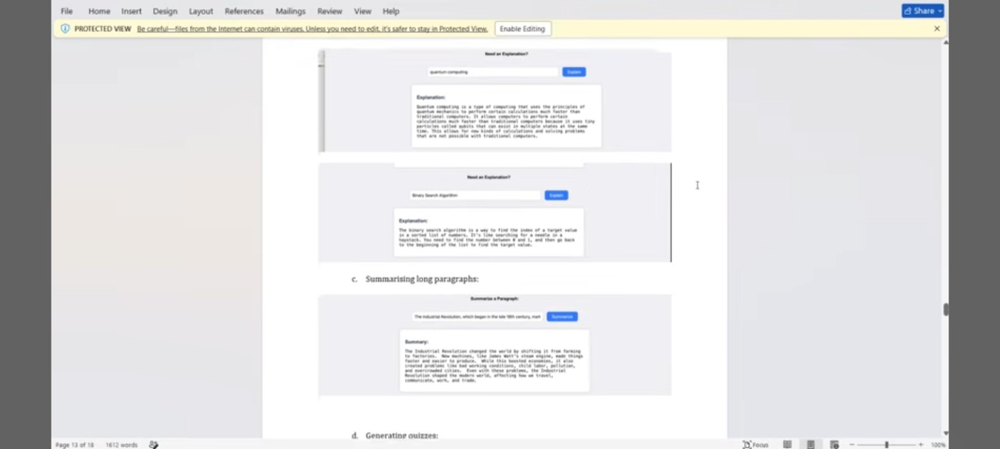 File Home Insert Design Layout References Mailings Review View Help Share
PROTECTED VIEW Be careful—files from the Internet can contain viruses. Unless you need to edit, it's safer to stay in Protected View. Enable Editing
Need an Explanation?
quantum computing Explain
Explanation:
Quantum computing is a type of computing that uses the principles of
quantum mechanics to perform certain calculations much faster than
traditional computers. It allows computers to perform certain
calculations much faster than traditional computers because it uses tiny
particles called qubits that can exist in multiple states at the same
time. This allows for new kinds of calculations and solving problems
that are not possible with traditional computers.
Need an Explanation?
Binary Search Algorithm Explain
Explanation:
The binary search algorithm is a way to find the index of a target value
in a sorted list of numbers. It's like searching for a needle in a
haystack. You need to find the number between 0 and 1, and then go back
to the beginning of the list to find the target value.
c. Summarising long paragraphs:
Summarize a Paragraph:
The Industrial Revolution, which began in the late 18th century, mark Summarize
Summary:
The Industrial Revolution changed the world by shifting it from farming
to factories. New machines, like James Watt's steam engine, made things
faster and easier to produce. While this boosted economies, it also
created problems like bad working conditions, child labor, pollution,
and overcrowded cities. Even with these problems, the Industrial
Revolution shaped the modern world, affecting how we travel,
communicate, work, and trade.
d. Generating quizzes:
Page 13 of 18 1612 words Focus 100%